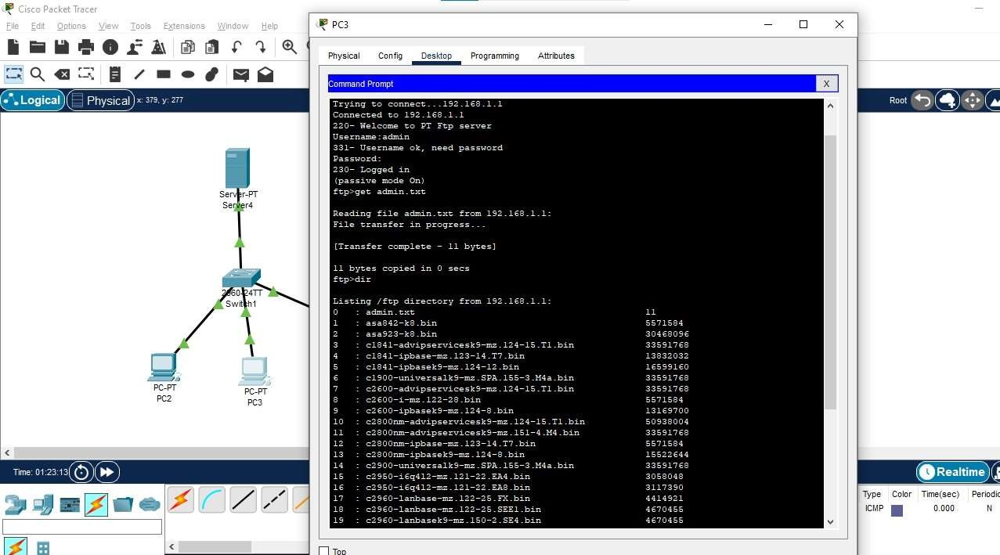 Cisco Packet Tracer
File Edit Options View Tools Extensions Window Help
Logical Physical x: 379, y: 277
Root
Server-PT
Server4
2960-24TT
Switch1
PC-PT
PC2
PC-PT
PC3
Time: 01:23:13
PC3
Physical Config Desktop Programming Attributes
Command Prompt X
Trying to connect...192.168.1.1
Connected to 192.168.1.1
220- Welcome to PT Ftp server
Username:admin
331- Username ok, need password
Password:
230- Logged in
(passive mode On)
ftp>get admin.txt
Reading file admin.txt from 192.168.1.1:
File transfer in progress...
[Transfer complete - 11 bytes]
11 bytes copied in 0 secs
ftp>dir
Listing /ftp directory from 192.168.1.1:
0 : admin.txt 11
1 : asa842-k8.bin 5571584
2 : asa923-k8.bin 30468096
3 : c1841-advipservicesk9-mz.124-15.T1.bin 33591768
4 : c1841-ipbase-mz.123-14.T7.bin 13832032
5 : c1841-ipbasek9-mz.124-12.bin 16599160
6 : c1900-universalk9-mz.SPA.155-3.M4a.bin 33591768
7 : c2600-advipservicesk9-mz.124-15.T1.bin 33591768
8 : c2600-i-mz.122-28.bin 5571584
9 : c2600-ipbasek9-mz.124-8.bin 13169700
10 : c2800nm-advipservicesk9-mz.124-15.T1.bin 50938004
11 : c2800nm-advipservicesk9-mz.151-4.M4.bin 33591768
12 : c2800nm-ipbase-mz.123-14.T7.bin 5571584
13 : c2800nm-ipbasek9-mz.124-8.bin 15522644
14 : c2900-universalk9-mz.SPA.155-3.M4a.bin 33591768
15 : c2950-i6q4l2-mz.121-22.EA4.bin 3058048
16 : c2950-i6q4l2-mz.121-22.EA8.bin 3117390
17 : c2960-lanbase-mz.122-25.FX.bin 4414921
18 : c2960-lanbase-mz.122-25.SEE1.bin 4670455
19 : c2960-lanbasek9-mz.150-2.SE4.bin 4670455
Top
Realtime
Type Color Time(sec) Periodic
ICMP 0.000 N